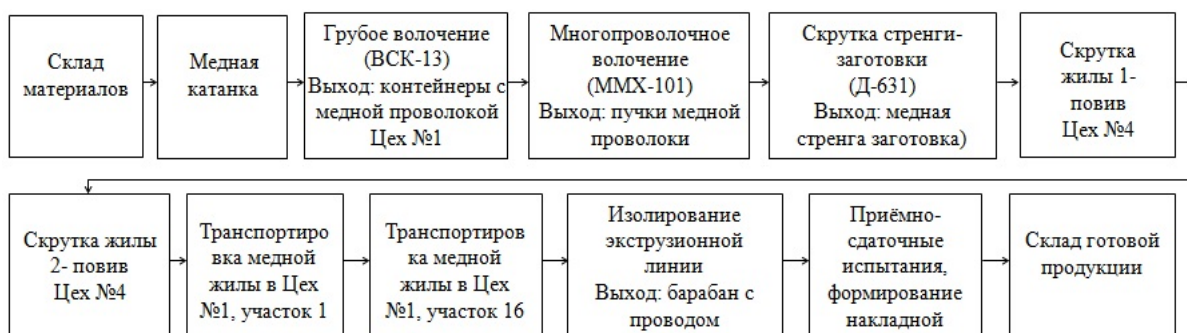 Склад
материалов
Медная
катанка
Грубое волочение
(ВСК-13)
Выход: контейнеры с
медной проволокой
Цех №1
Многопроволочное
волочение
(ММХ-101)
Выход: пучки медной
проволоки
Скрутка стренги-
заготовки
(Д-631)
Выход: медная
стренга заготовка)
Скрутка
жилы 1-
повив
Цех №4
Скрутка жилы
2- повив
Цех №4
Транспортиро
вка медной
жилы в Цех
№1, участок 1
Транспортиров
ка медной
жилы в Цех
№1, участок 16
Изолирование
экструзионной
линии
Выход: барабан с
проводом
Приёмно-
сдаточные
испытания,
формирование
накладной
Склад готовой
продукции